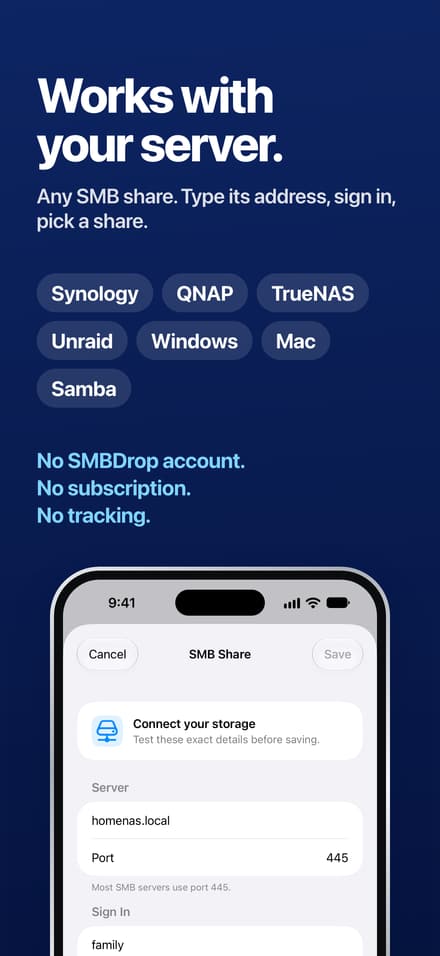 Works with
your server.
Any SMB share. Type its address, sign in,
pick a share.
Synology QNAP TrueNAS
Unraid Windows Mac
Samba
No SMBDrop account.
No subscription.
No tracking.
9:41
Cancel SMB Share Save
Connect your storage
Test these exact details before saving.
Server
homenas.local
Port 445
Most SMB servers use port 445.
Sign In
family